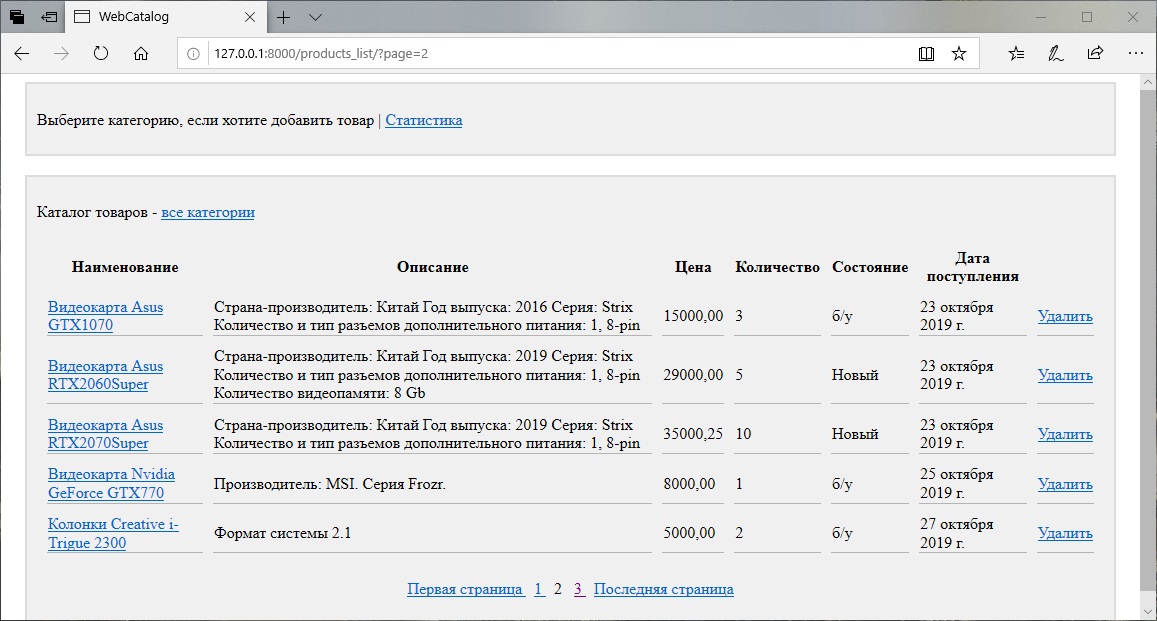 WebCatalog
127.0.0.1:8000/products_list/?page=2
Выберите категорию, если хотите добавить товар | Статистика
Каталог товаров - все категории
Наименование Описание Цена Количество Состояние Дата поступления
Видеокарта Asus GTX1070 Страна-производитель: Китай Год выпуска: 2016 Серия: Strix Количество и тип разъемов дополнительного питания: 1, 8-pin 15000,00 3 б/у 23 октября 2019 г. Удалить
Видеокарта Asus RTX2060Super Страна-производитель: Китай Год выпуска: 2019 Серия: Strix Количество и тип разъемов дополнительного питания: 1, 8-pin Количество видеопамяти: 8 Gb 29000,00 5 Новый 23 октября 2019 г. Удалить
Видеокарта Asus RTX2070Super Страна-производитель: Китай Год выпуска: 2019 Серия: Strix Количество и тип разъемов дополнительного питания: 1, 8-pin 35000,25 10 Новый 23 октября 2019 г. Удалить
Видеокарта Nvidia GeForce GTX770 Производитель: MSI. Серия Frozr. 8000,00 1 б/у 25 октября 2019 г. Удалить
Колонки Creative i-Trigue 2300 Формат системы 2.1 5000,00 2 б/у 27 октября 2019 г. Удалить
Первая страница 1 2 3 Последняя страница